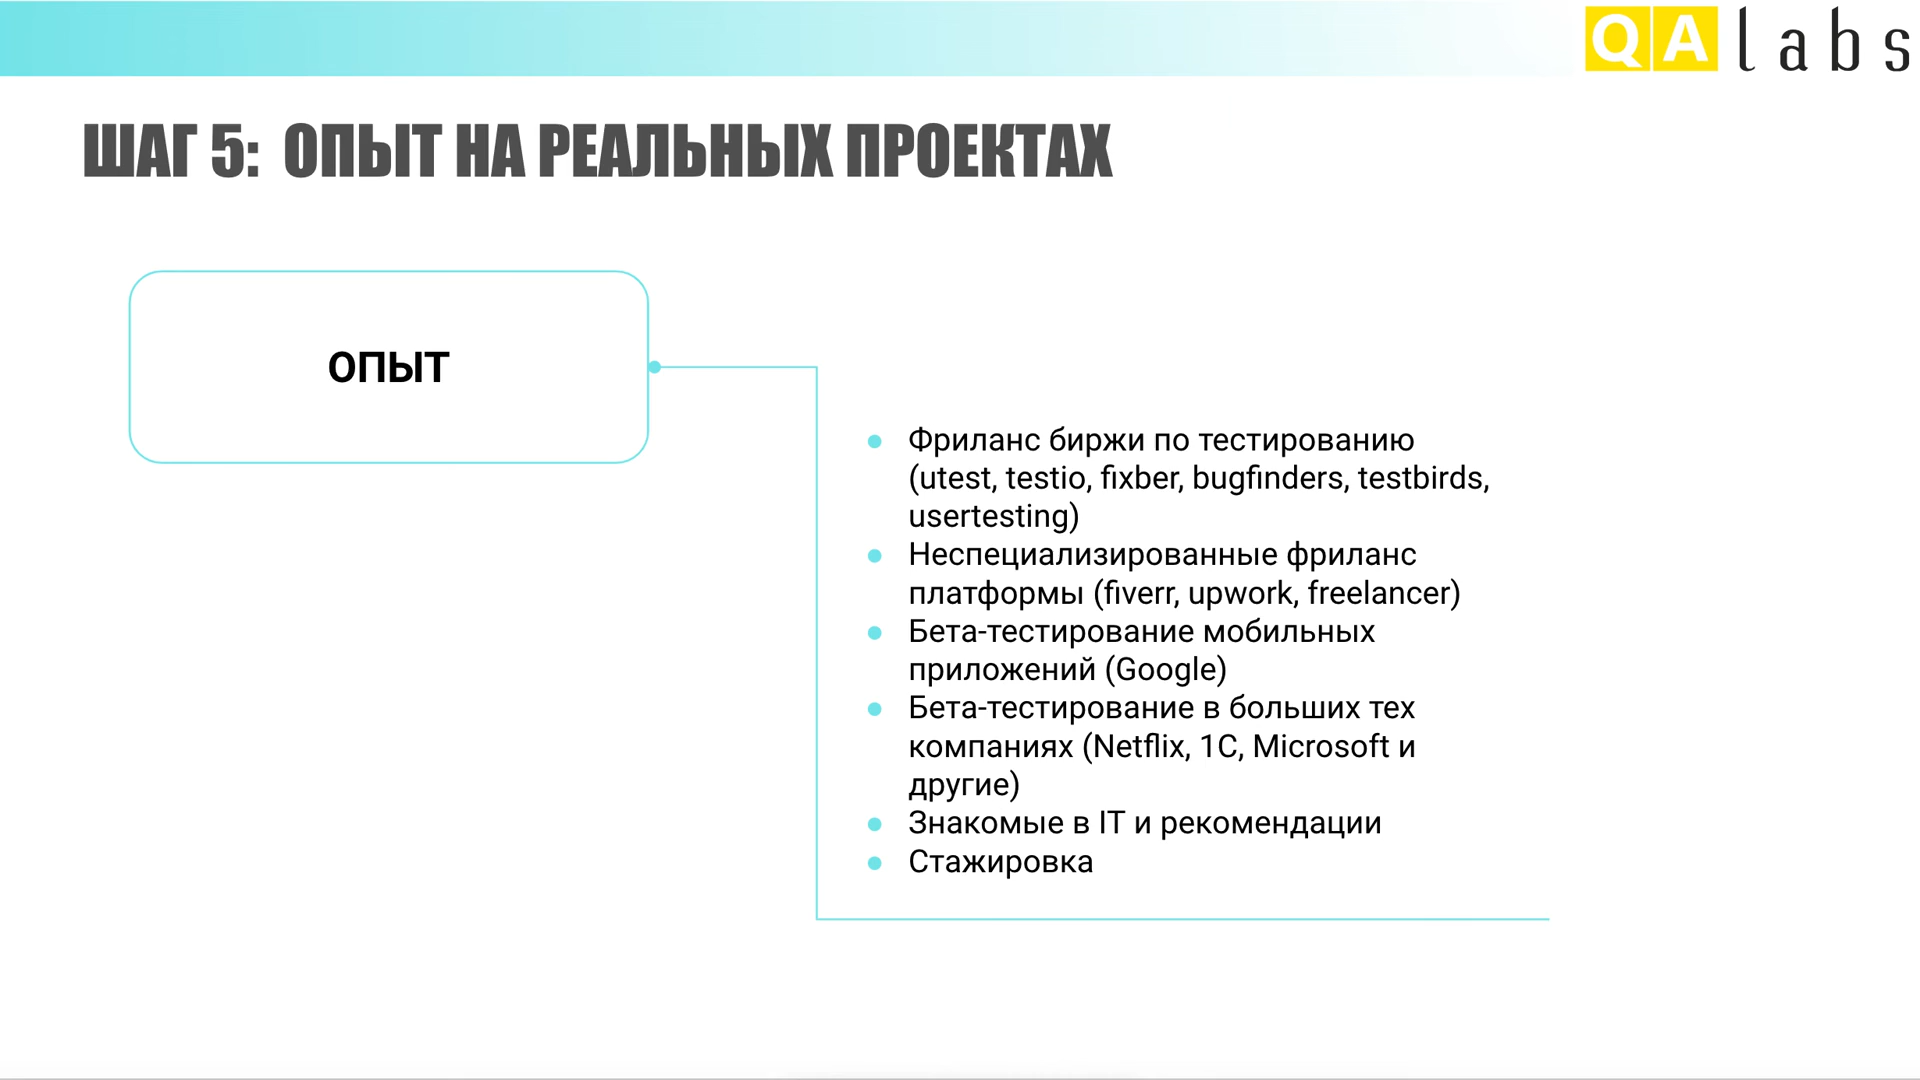 QA labs
ШАГ 5: ОПЫТ НА РЕАЛЬНЫХ ПРОЕКТАХ
ОПЫТ
Фриланс биржи по тестированию
(utest, testio, fixber, bugfinders, testbirds,
usertesting)
Неспециализированные фриланс
платформы (fiverr, upwork, freelancer)
Бета-тестирование мобильных
приложений (Google)
Бета-тестирование в больших тех
компаниях (Netflix, 1C, Microsoft и
другие)
Знакомые в IT и рекомендации
Стажировка